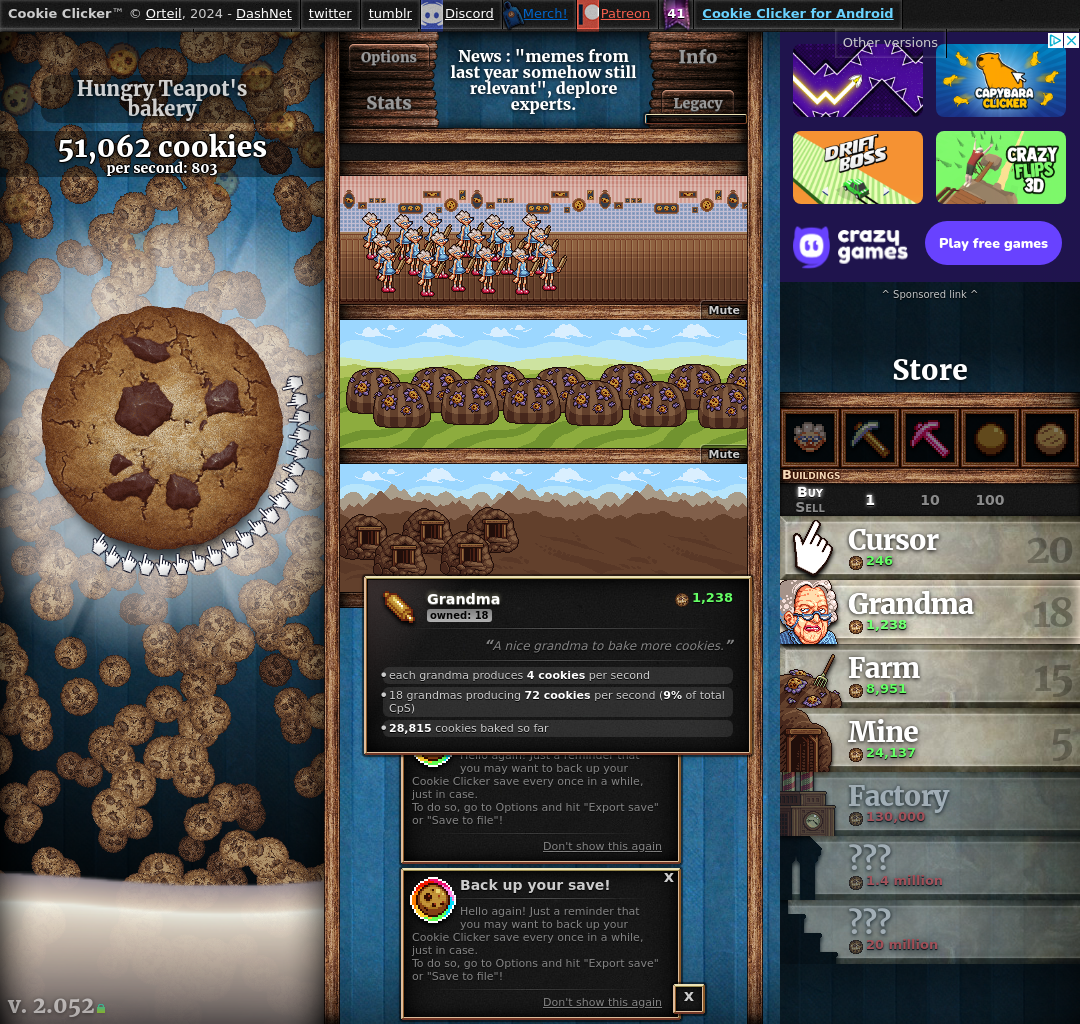 Cookie Clicker™ © Orteil, 2024 - DashNet
twitter
tumblr
Discord
Merch!
Patreon
41
Cookie Clicker for Android
Other versions
Hungry Teapot's
bakery
51,062 cookies
per second: 803
v. 2.052
Options
Stats
News : "memes from
last year somehow still
relevant", deplore
experts.
Info
Legacy
Mute
Mute
Grandma
owned: 18
1,238
“A nice grandma to bake more cookies.”
• each grandma produces 4 cookies per second
• 18 grandmas producing 72 cookies per second (9% of total
CpS)
• 28,815 cookies baked so far
Hello again! Just a reminder that
you may want to back up your
Cookie Clicker save every once in a while,
just in case.
To do so, go to Options and hit "Export save"
or "Save to file"!
Don't show this again
Back up your save!
X
Hello again! Just a reminder that
you may want to back up your
Cookie Clicker save every once in a while,
just in case.
To do so, go to Options and hit "Export save"
or "Save to file"!
Don't show this again
X
CAPYBARA
CLICKER
DRIFT
BOSS
CRAZY
FLIPS
3D
crazy
games
Play free games
^ Sponsored link ^
Store
Buildings
Buy
Sell
1
10
100
Cursor
246
20
Grandma
1,238
18
Farm
8,951
15
Mine
24,137
5
Factory
130,000
???
1.4 million
???
20 million